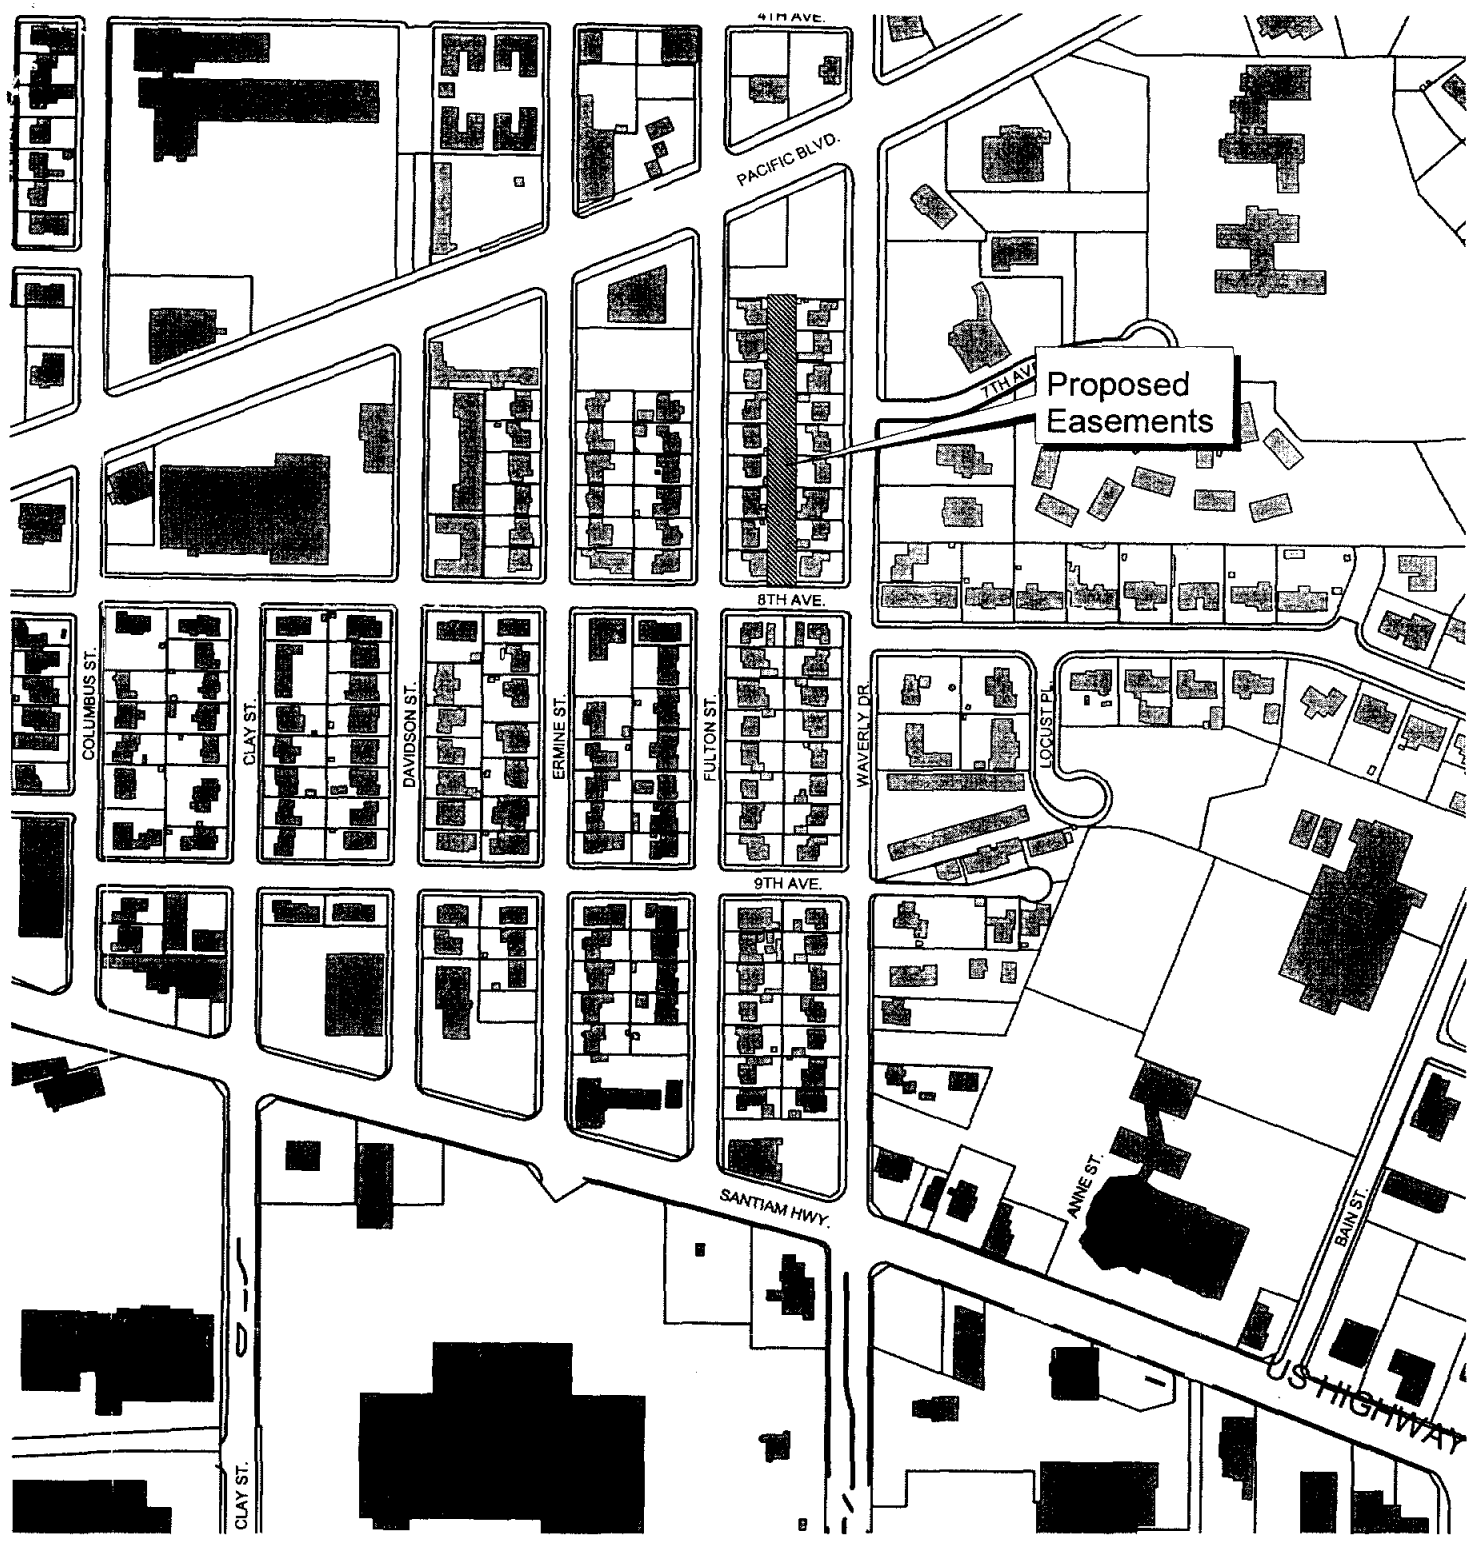 4TH AVE.
PACIFIC BLVD.
7TH AVE
Proposed
Easements
8TH AVE.
COLUMBUS ST.
CLAY ST.
DAVIDSON ST.
ERMINE ST.
FULTON ST.
WAVERLY DR.
LOCUST PL.
9TH AVE.
SANTIAM HWY.
ANNE ST.
BAIN ST.
US HIGHWAY
CLAY ST.